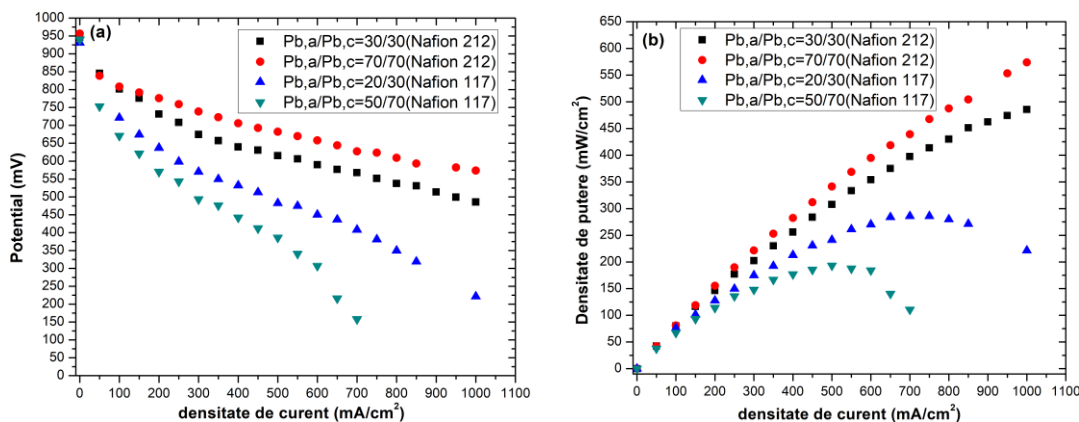 (a)
Pb,a/Pb,c=30/30(Nafion 212)
Pb,a/Pb,c=70/70(Nafion 212)
Pb,a/Pb,c=20/30(Nafion 117)
Pb,a/Pb,c=50/70(Nafion 117)
Potential (mV)
1000
950
900
850
800
750
700
650
600
550
500
450
400
350
300
250
200
150
100
50
0
0 100 200 300 400 500 600 700 800 900 1000 1100
densitate de curent (mA/cm²)
(b)
Pb,a/Pb,c=30/30(Nafion 212)
Pb,a/Pb,c=70/70(Nafion 212)
Pb,a/Pb,c=20/30(Nafion 117)
Pb,a/Pb,c=50/70(Nafion 117)
Densitate de putere (mW/cm²)
650
600
550
500
450
400
350
300
250
200
150
100
50
0
0 100 200 300 400 500 600 700 800 900 1000 1100
densitate de curent (mA/cm²)